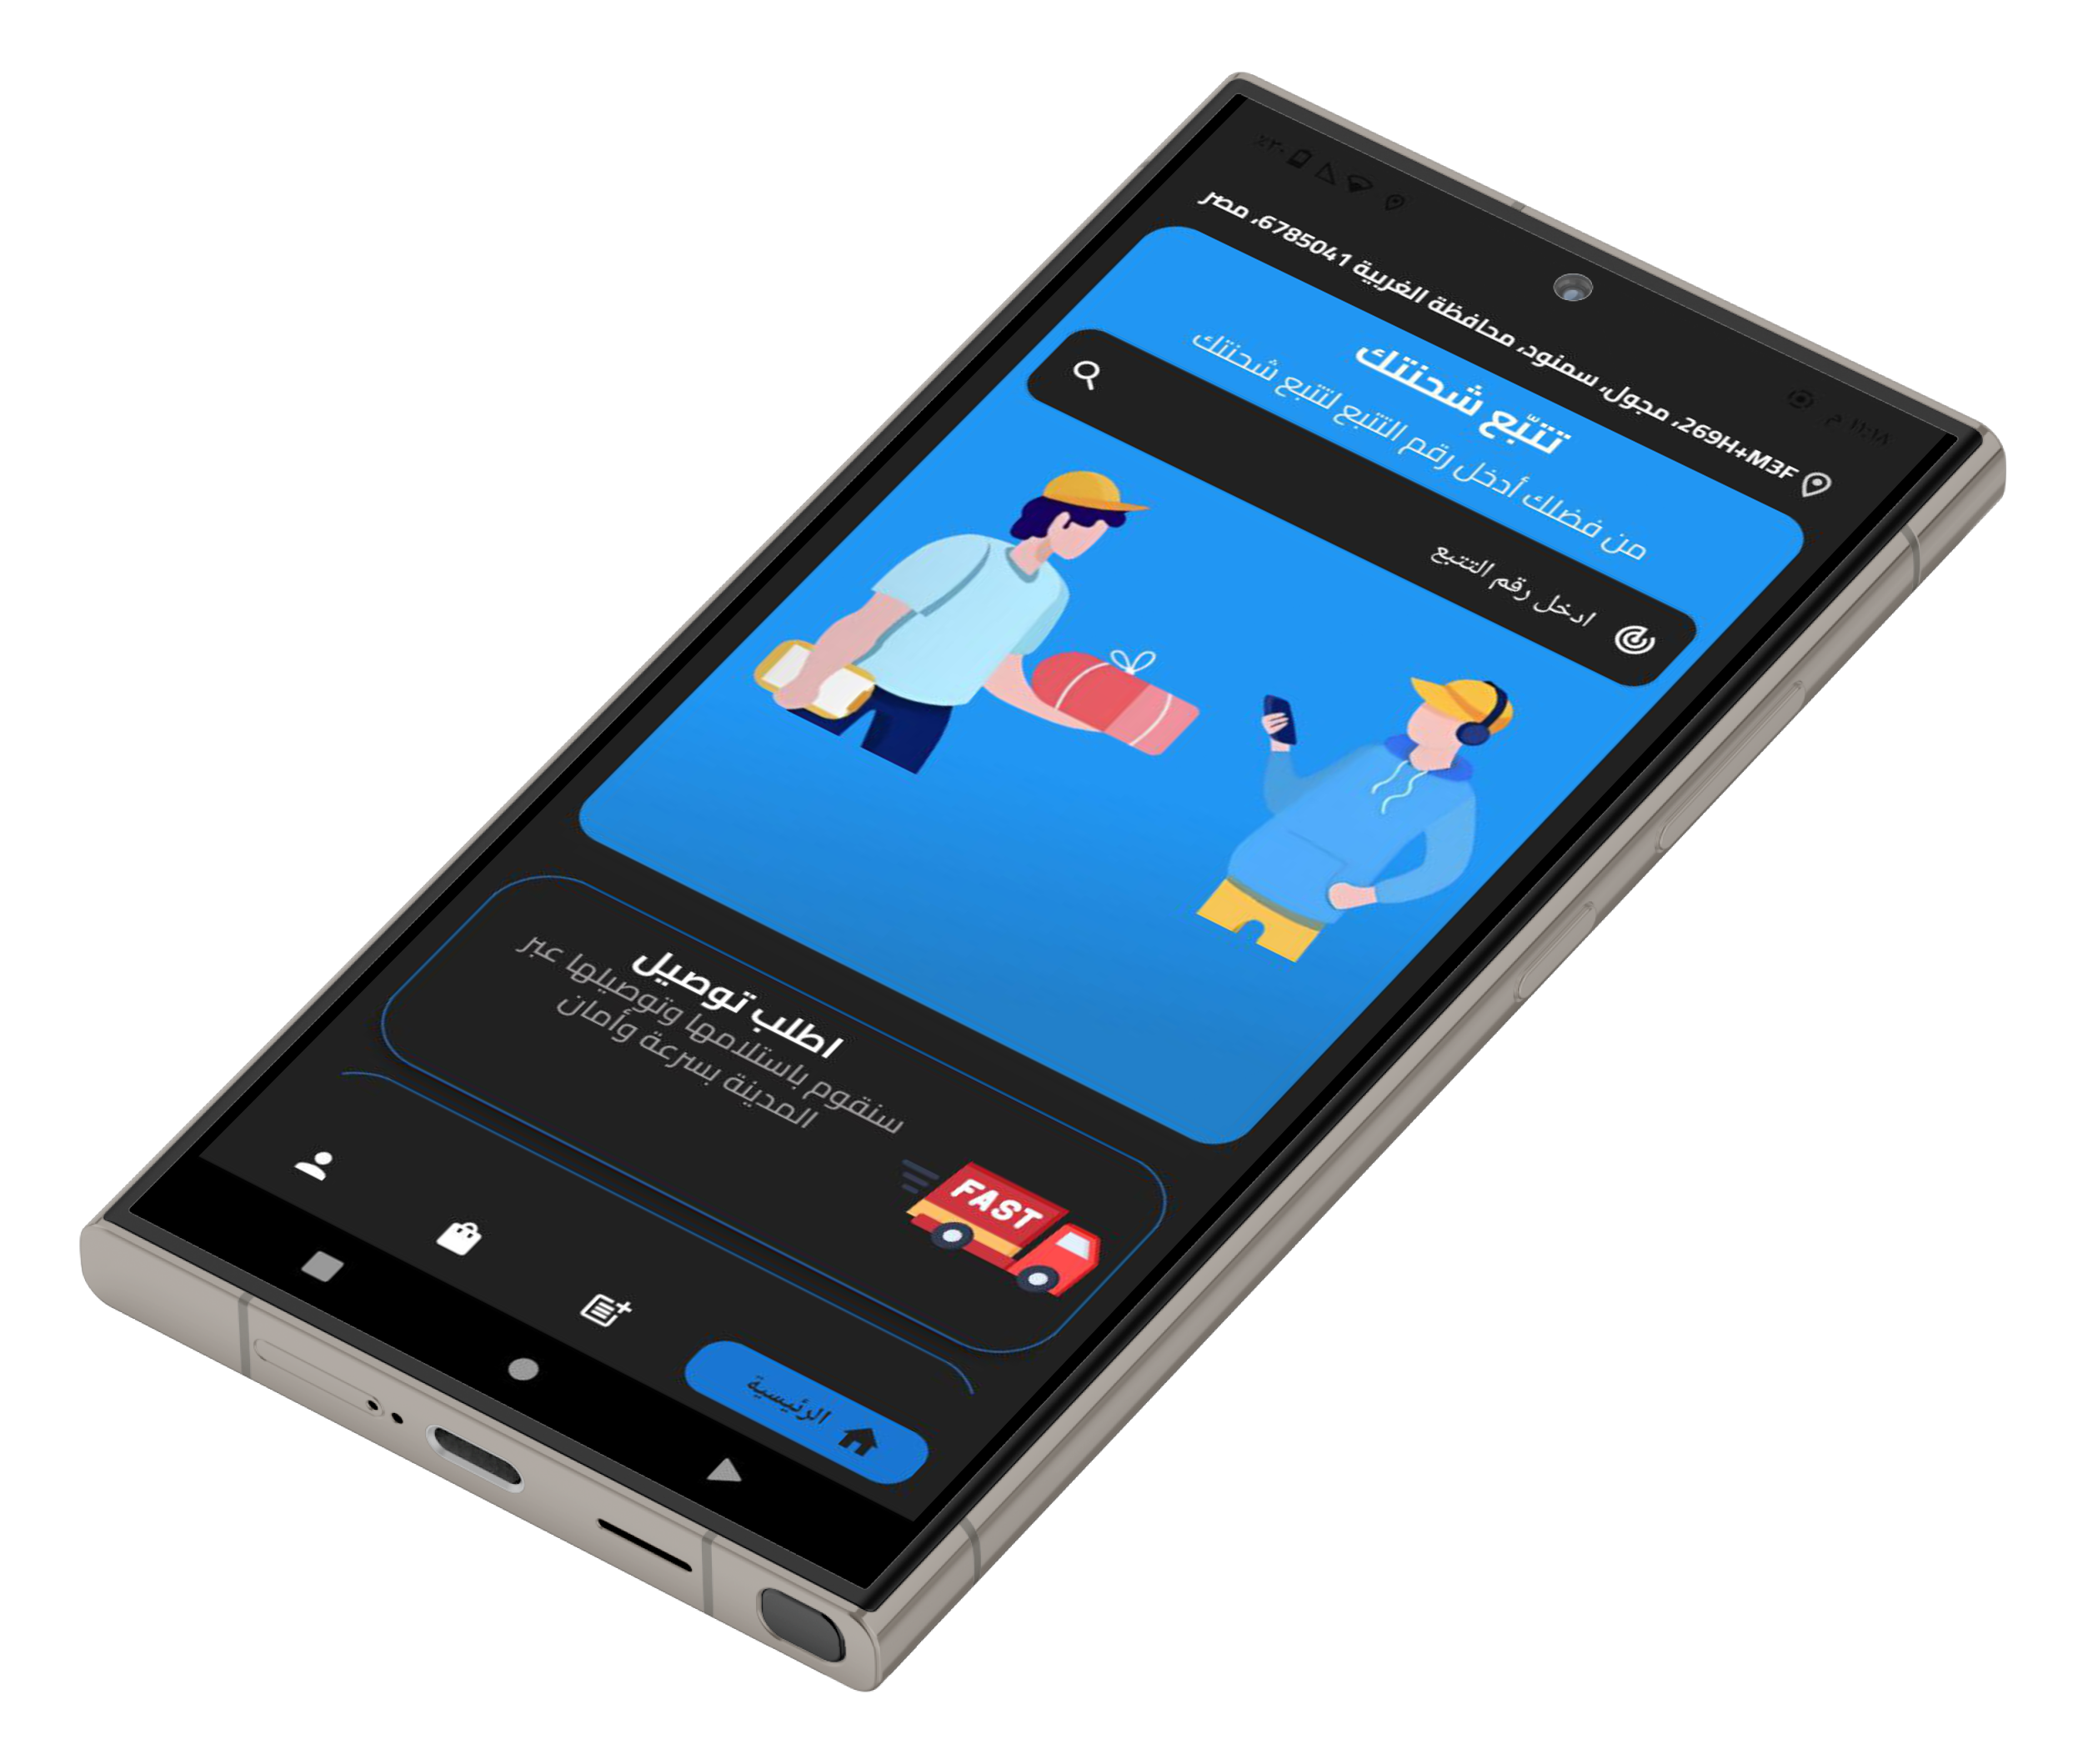 ١١:١٨ م
٪٣٠
269H+M3F، مجول، سمنود، محافظة الغربية 6785041، مصر
تتبّع شحنتك
من فضلك أدخل رقم التتبع لتتبع شحنتك
ادخل رقم التتبع
اطلب توصيل
سنقوم باستلامها وتوصيلها عبر
المدينة بسرعة وأمان
FAST
الرئيسية